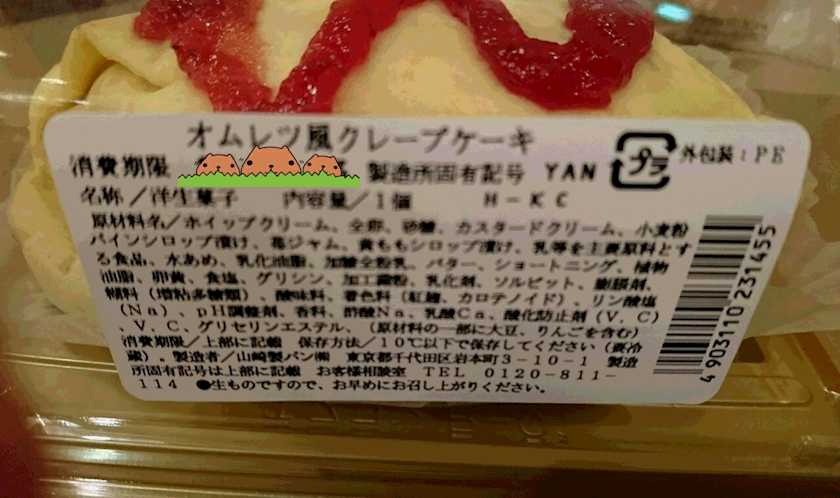 オムレツ風クレープケーキ
消費期限 製造所固有記号 YAN
プラ
外包装：PE
名称／洋生菓子 内容量／1個 H－KC
原材料名／ホイップクリーム、全卵、砂糖、カスタードクリーム、小麦粉
パインシロップ漬け、苺ジャム、黄ももシロップ漬け、乳等を主要原料とす
る食品、水あめ、乳化油脂、加糖全粉乳、バター、ショートニング、植物
油脂、卵黄、食塩、グリシン、加工澱粉、乳化剤、ソルビット、膨脹剤、
糊料（増粘多糖類）、酸味料、着色料（紅麹、カロテノイド）、リン酸塩
（Na）、pH調整剤、香料、酢酸Na、乳酸Ca、酸化防止剤（V．C）
、V．C、グリセリンエステル、（原材料の一部に大豆、りんごを含む）
消費期限／上部に記載 保存方法／10℃以下で保存してください（要冷
蔵）。製造者／山崎製パン㈱ 東京都千代田区岩本町3－10－1 製造
所固有記号は上部に記載 お客様相談室 TEL 0120－811－
114 ●生ものですので、お早めにお召し上がりください。
4 903110 231455